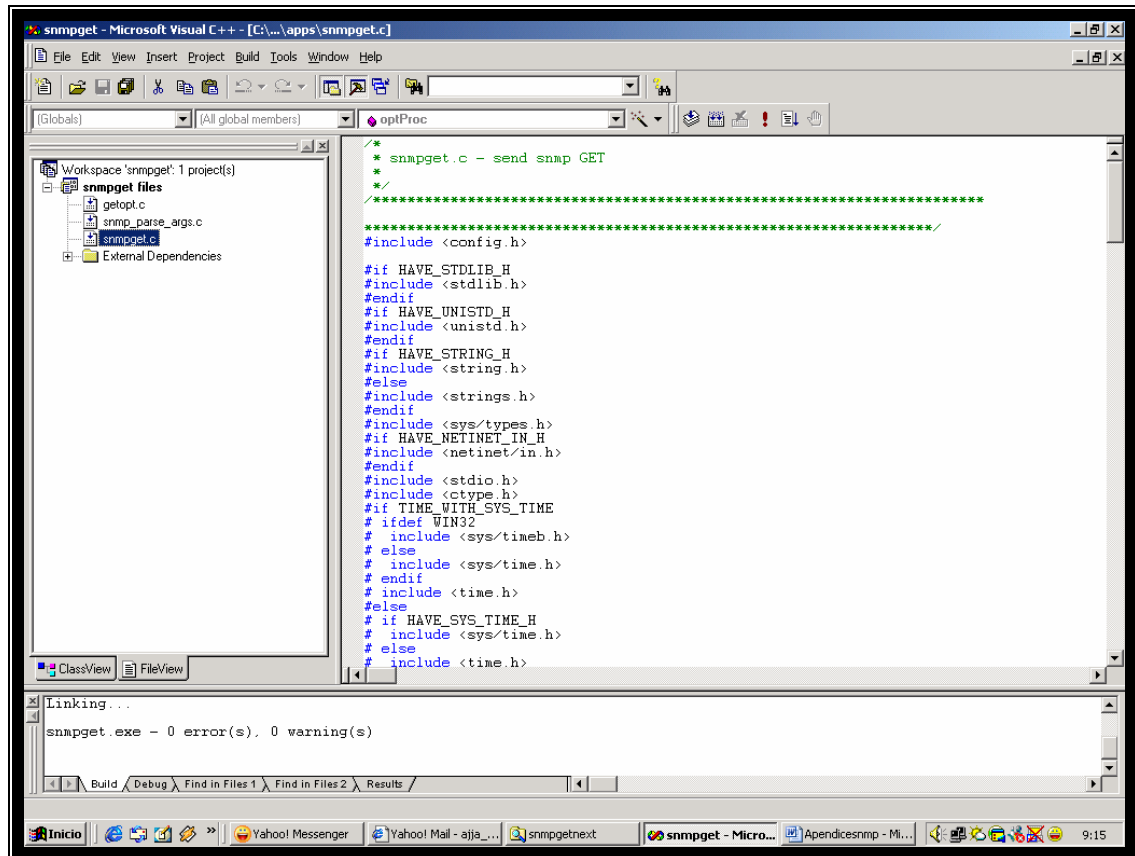 snmpget - Microsoft Visual C++ - [C:\...\apps\snmpget.c]
File Edit View Insert Project Build Tools Window Help
(Globals)
(All global members)
optProc
Workspace 'snmpget': 1 project(s)
snmpget files
getopt.c
snmp_parse_args.c
snmpget.c
External Dependencies
ClassView
FileView
/*
* snmpget.c - send snmp GET
*
*/
/***********************************************************************

******************************************************************/
#include <config.h>

#if HAVE_STDLIB_H
#include <stdlib.h>
#endif
#if HAVE_UNISTD_H
#include <unistd.h>
#endif
#if HAVE_STRING_H
#include <string.h>
#else
#include <strings.h>
#endif
#include <sys/types.h>
#if HAVE_NETINET_IN_H
#include <netinet/in.h>
#endif
#include <stdio.h>
#include <ctype.h>
#if TIME_WITH_SYS_TIME
# ifdef WIN32
#  include <sys/timeb.h>
# else
#  include <sys/time.h>
# endif
# include <time.h>
#else
# if HAVE_SYS_TIME_H
#  include <sys/time.h>
# else
#  include <time.h>
Linking...
snmpget.exe - 0 error(s), 0 warning(s)
Build Debug Find in Files 1 Find in Files 2 Results
Inicio
»
Yahoo! Messenger
Yahoo! Mail - ajja_...
snmpgetnext
snmpget - Micro...
Apendicesnmp - Mi...
9:15